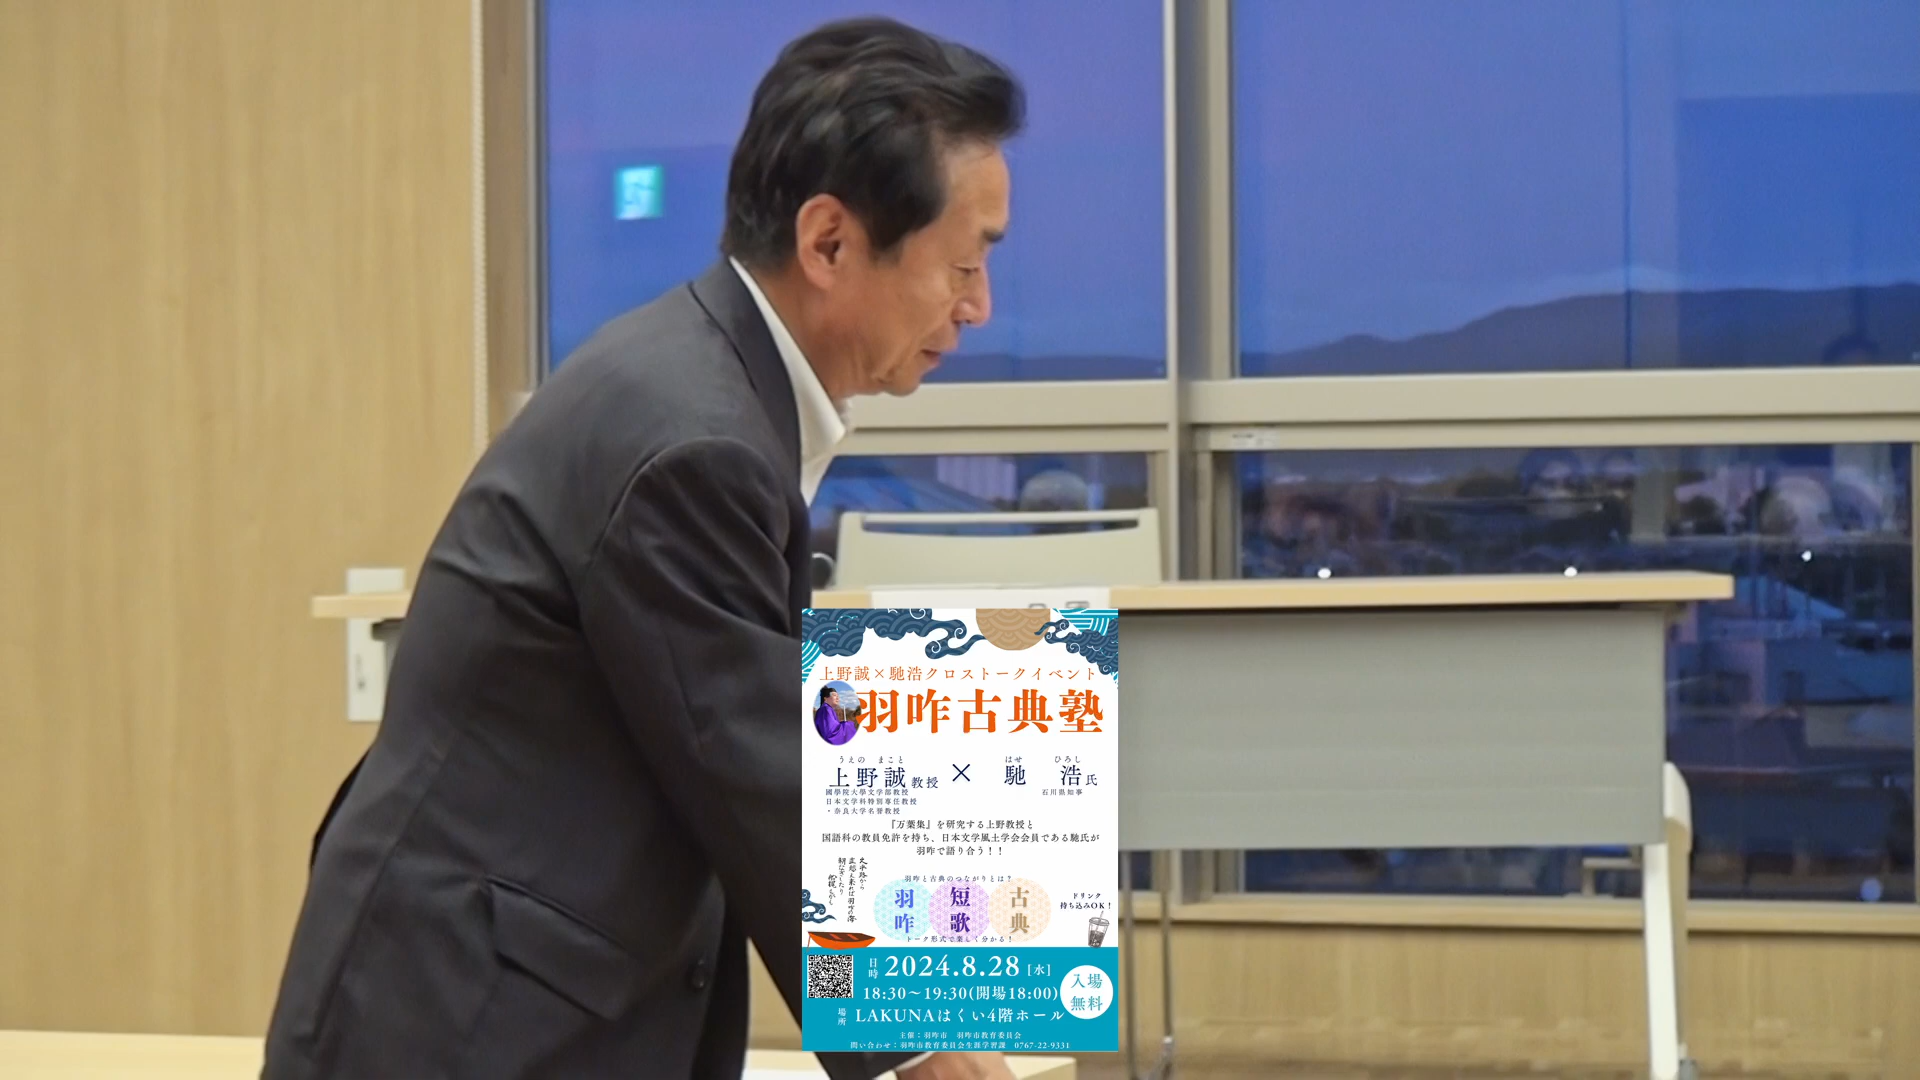 上野誠×馳浩クロストークイベント
羽咋古典塾
うえの まこと
上野誠教授
×
はせ ひろし
馳 浩氏
國學院大學文学部教授
日本文学科特別専任教授
・奈良大学名誉教授
石川県知事
『万葉集』を研究する上野教授と
国語科の教員免許を持ち、日本文学風土学会会員である馳氏が
羽咋で語り合う！！
羽咋と古典のつながりとは？
羽咋
短歌
古典
トーク形式で楽しく分かる！
ドリンク
持ち込みOK！
日時 2024.8.28 [水]
18:30～19:30(開場18:00)
場所 LAKUNAはくい4階ホール
入場
無料
主催：羽咋市 羽咋市教育委員会
問い合わせ：羽咋市教育委員会生涯学習課 0767-22-9331